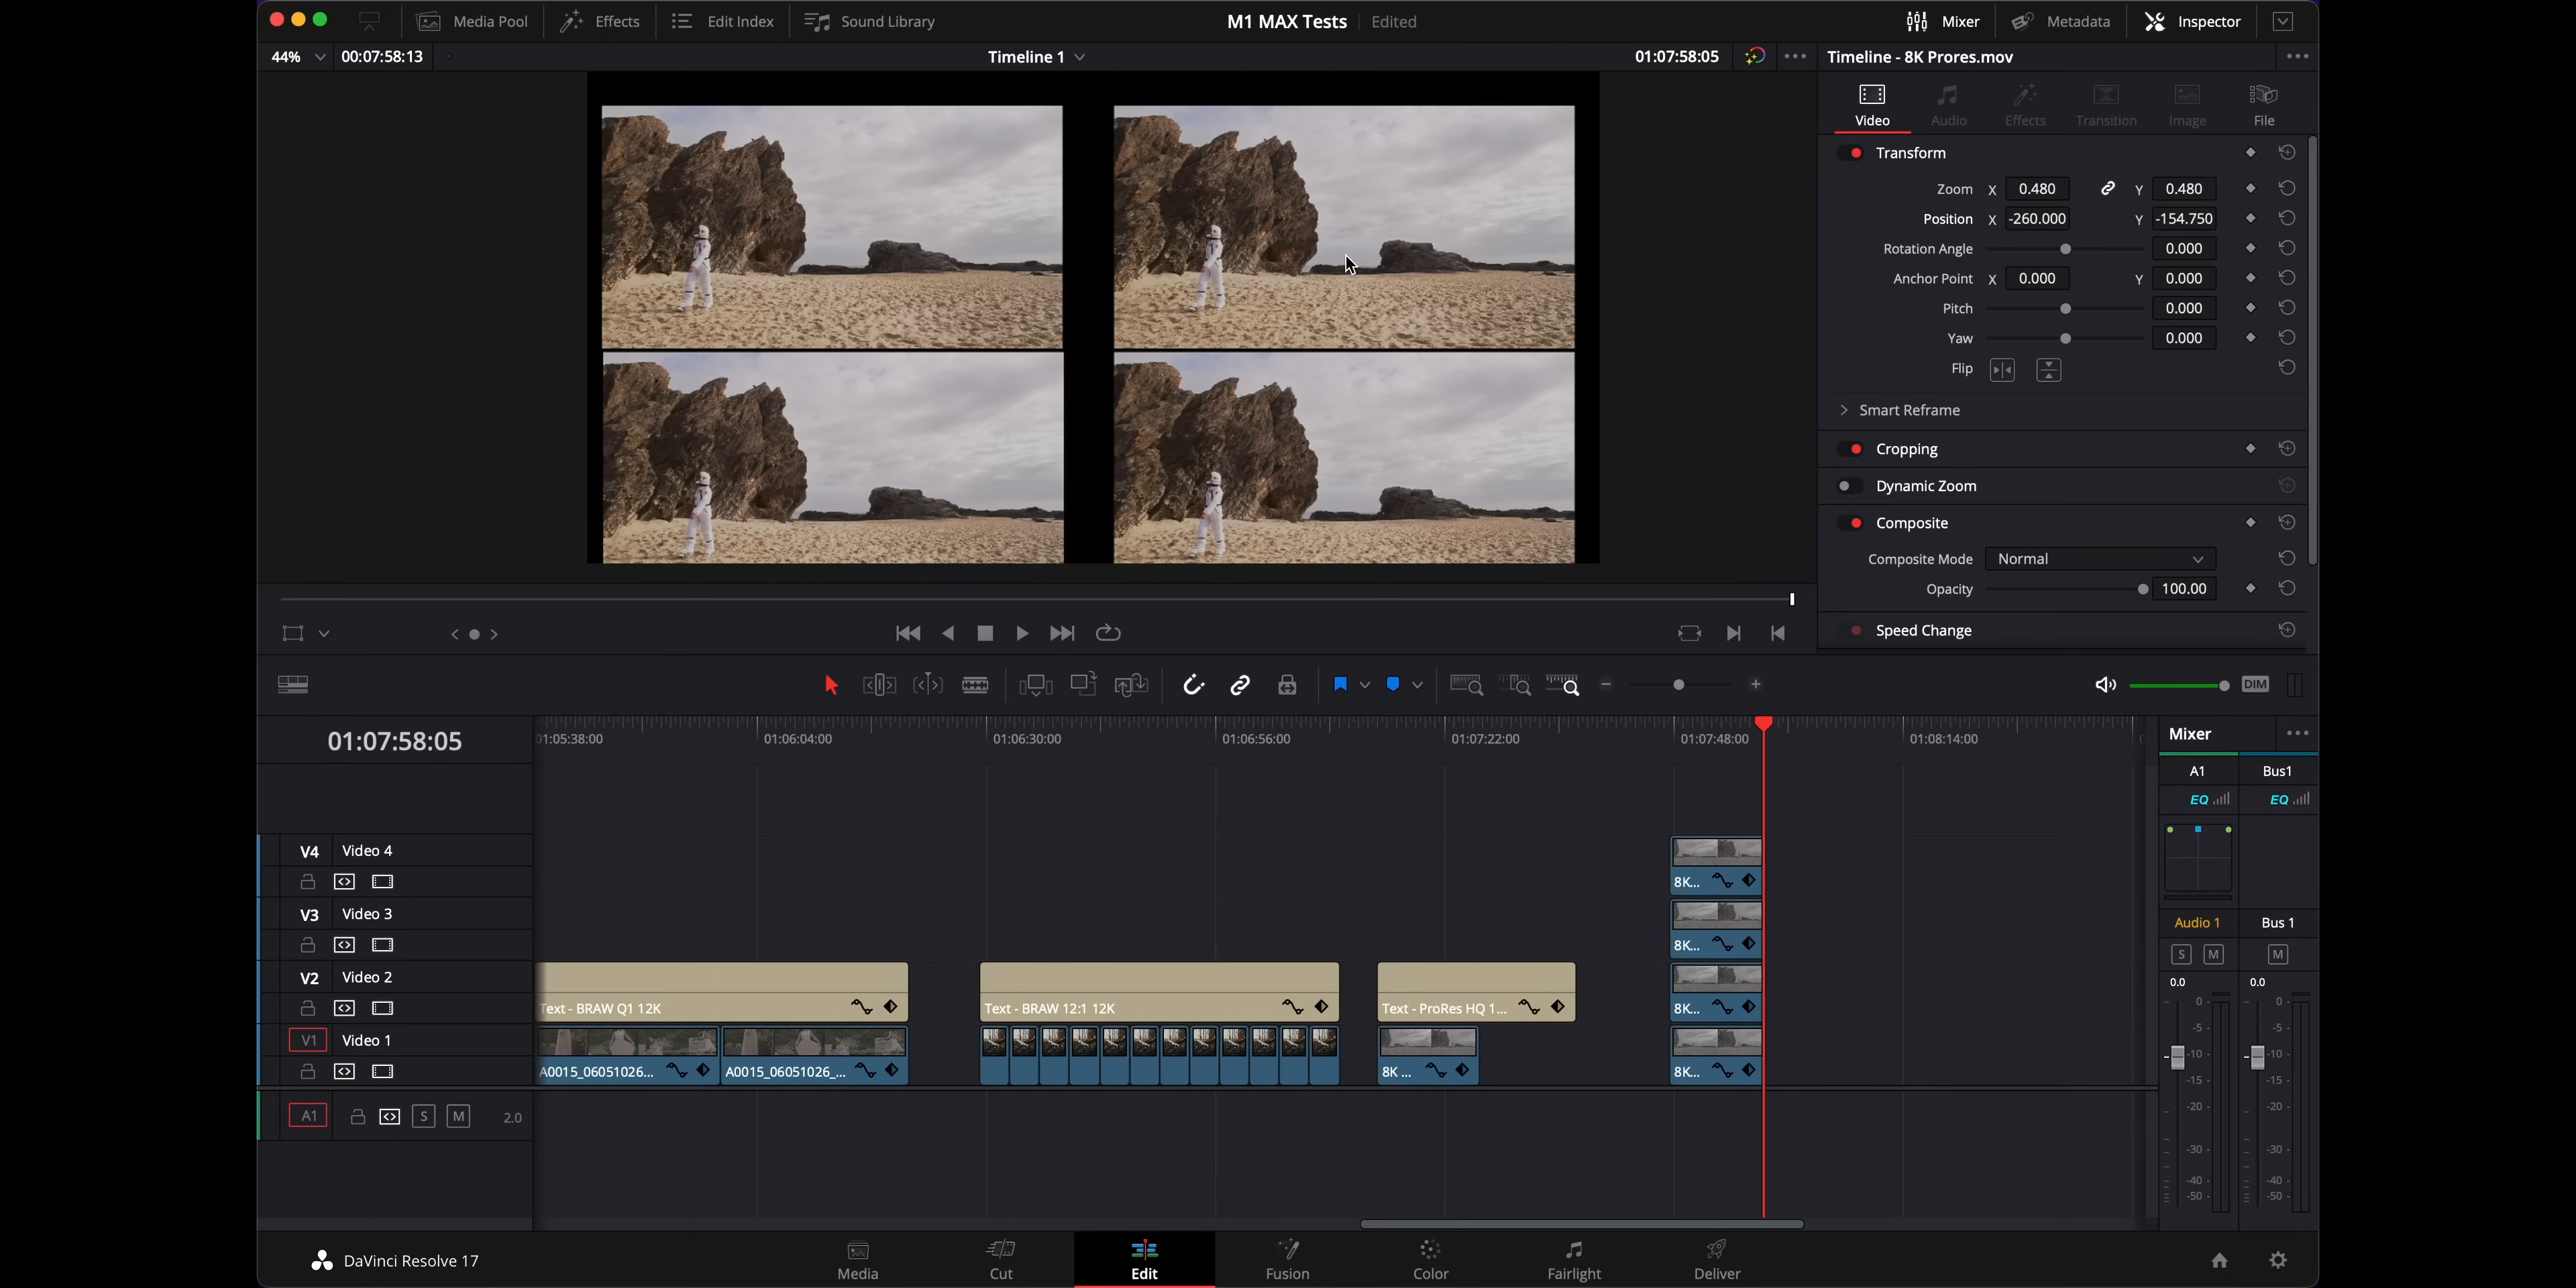 Media Pool Effects Edit Index Sound Library M1 MAX Tests Edited Mixer Metadata Inspector
44% 00:07:58:13 Timeline 1 01:07:58:05 Timeline - 8K Prores.mov
Video Audio Effects Transition Image File
Transform
Zoom X 0.480 Y 0.480
Position X -260.000 Y -154.750
Rotation Angle 0.000
Anchor Point X 0.000 Y 0.000
Pitch 0.000
Yaw 0.000
Flip
Smart Reframe
Cropping
Dynamic Zoom
Composite
Composite Mode Normal
Opacity 100.00
Speed Change
DIM
01:07:58:05
01:05:38:00 01:06:04:00 01:06:30:00 01:06:56:00 01:07:22:00 01:07:48:00 01:08:14:00
Mixer
A1 Bus1
EQ EQ
V4 Video 4
8K...
V3 Video 3
8K...
V2 Video 2
Text - BRAW Q1 12K Text - BRAW 12:1 12K Text - ProRes HQ 1... 8K...
V1 Video 1
A0015_06051026... A0015_06051026_... 8K ... 8K...
A1 S M 2.0
Audio 1 Bus 1
S M M
0.0 0.0
0- 0-
-5- -5-
-10- -10-
-15- -15-
-20- -20-
-30- -30-
-40- -40-
-50- -50-
DaVinci Resolve 17 Media Cut Edit Fusion Color Fairlight Deliver